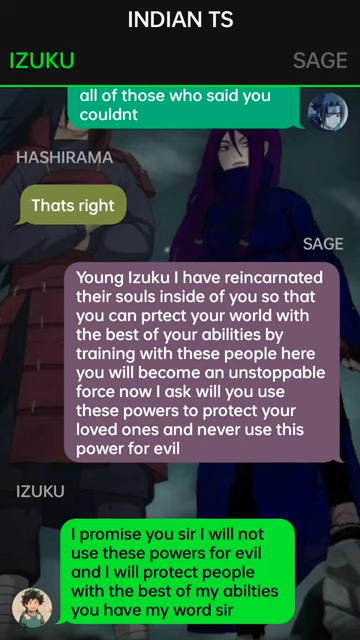 INDIAN TS
IZUKU
SAGE
all of those who said you
couldnt
HASHIRAMA
Thats right
SAGE
Young Izuku I have reincarnated
their souls inside of you so that
you can prtect your world with
the best of your abilities by
training with these people here
you will become an unstoppable
force now I ask will you use
these powers to protect your
loved ones and never use this
power for evil
IZUKU
I promise you sir I will not
use these powers for evil
and I will protect people
with the best of my abilties
you have my word sir